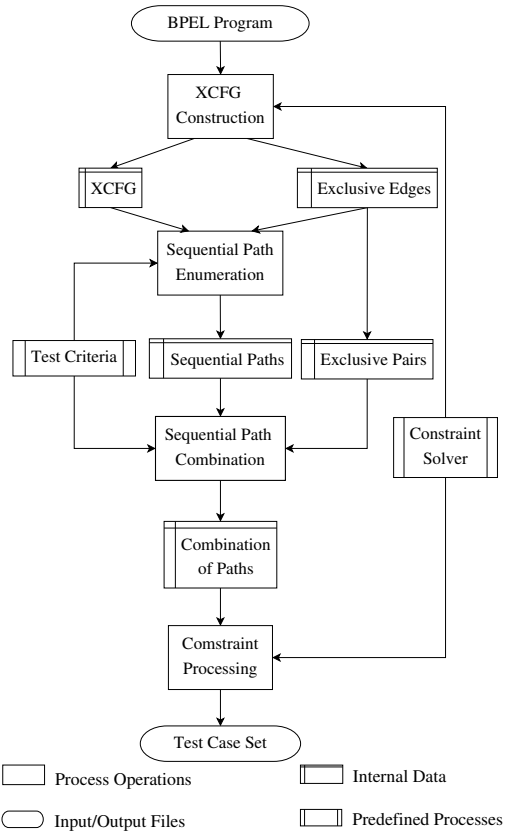 BPEL Program
XCFG
Construction
XCFG
Exclusive Edges
Sequential Path
Enumeration
Test Criteria
Sequential Paths
Exclusive Pairs
Sequential Path
Combination
Constraint
Solver
Combination
of Paths
Comstraint
Processing
Test Case Set
Process Operations
Internal Data
Input/Output Files
Predefined Processes